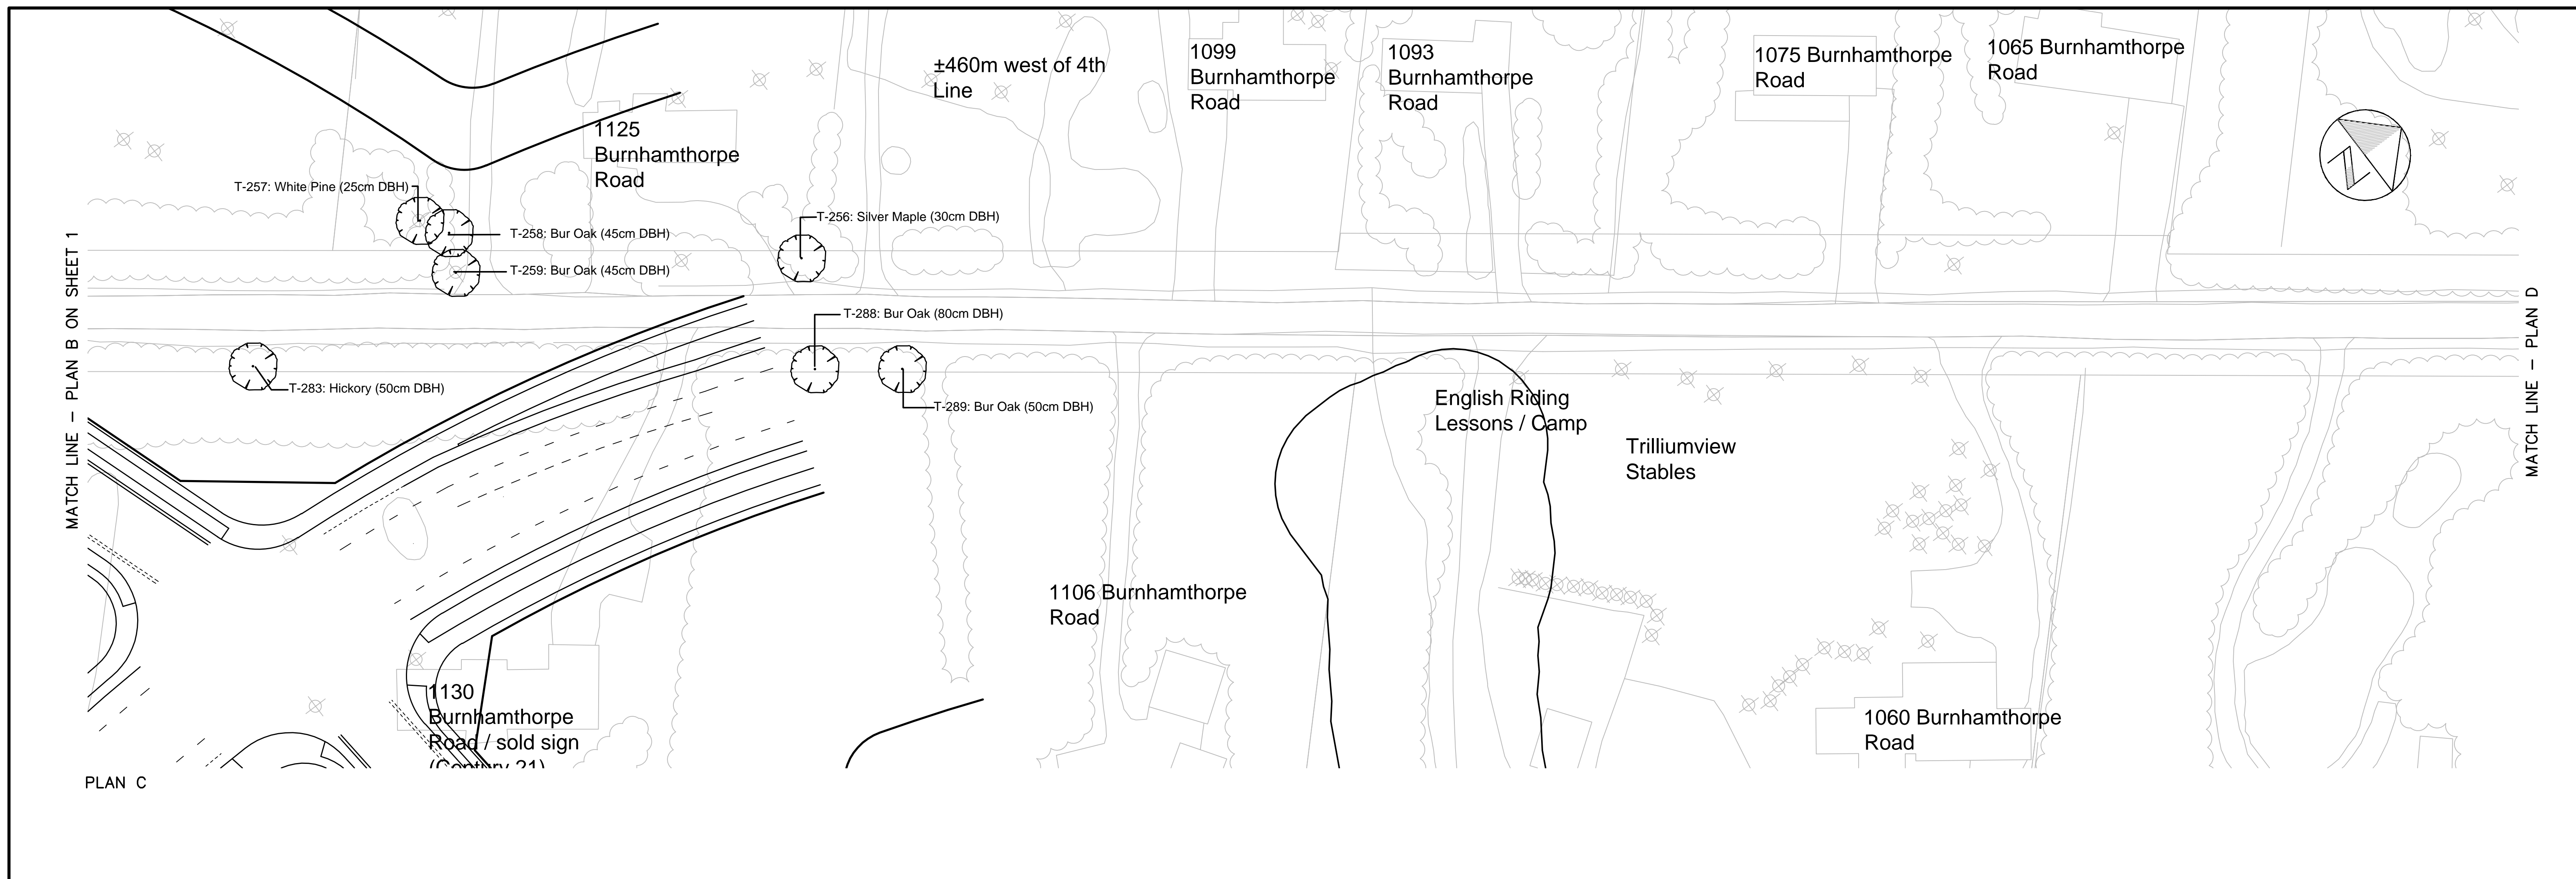 ±460m west of 4th
Line
1099
Burnhamthorpe
Road
1093
Burnhamthorpe
Road
1075 Burnhamthorpe
Road
1065 Burnhamthorpe
Road
1125
Burnhamthorpe
Road
N
T-257: White Pine (25cm DBH)
T-256: Silver Maple (30cm DBH)
T-258: Bur Oak (45cm DBH)
T-259: Bur Oak (45cm DBH)
T-288: Bur Oak (80cm DBH)
T-283: Hickory (50cm DBH)
T-289: Bur Oak (50cm DBH)
MATCH LINE - PLAN B ON SHEET 1
MATCH LINE - PLAN D
English Riding
Lessons / Camp
Trilliumview
Stables
1106 Burnhamthorpe
Road
1130
Burnhamthorpe
Road / sold sign
(Century 21)
1060 Burnhamthorpe
Road
PLAN C